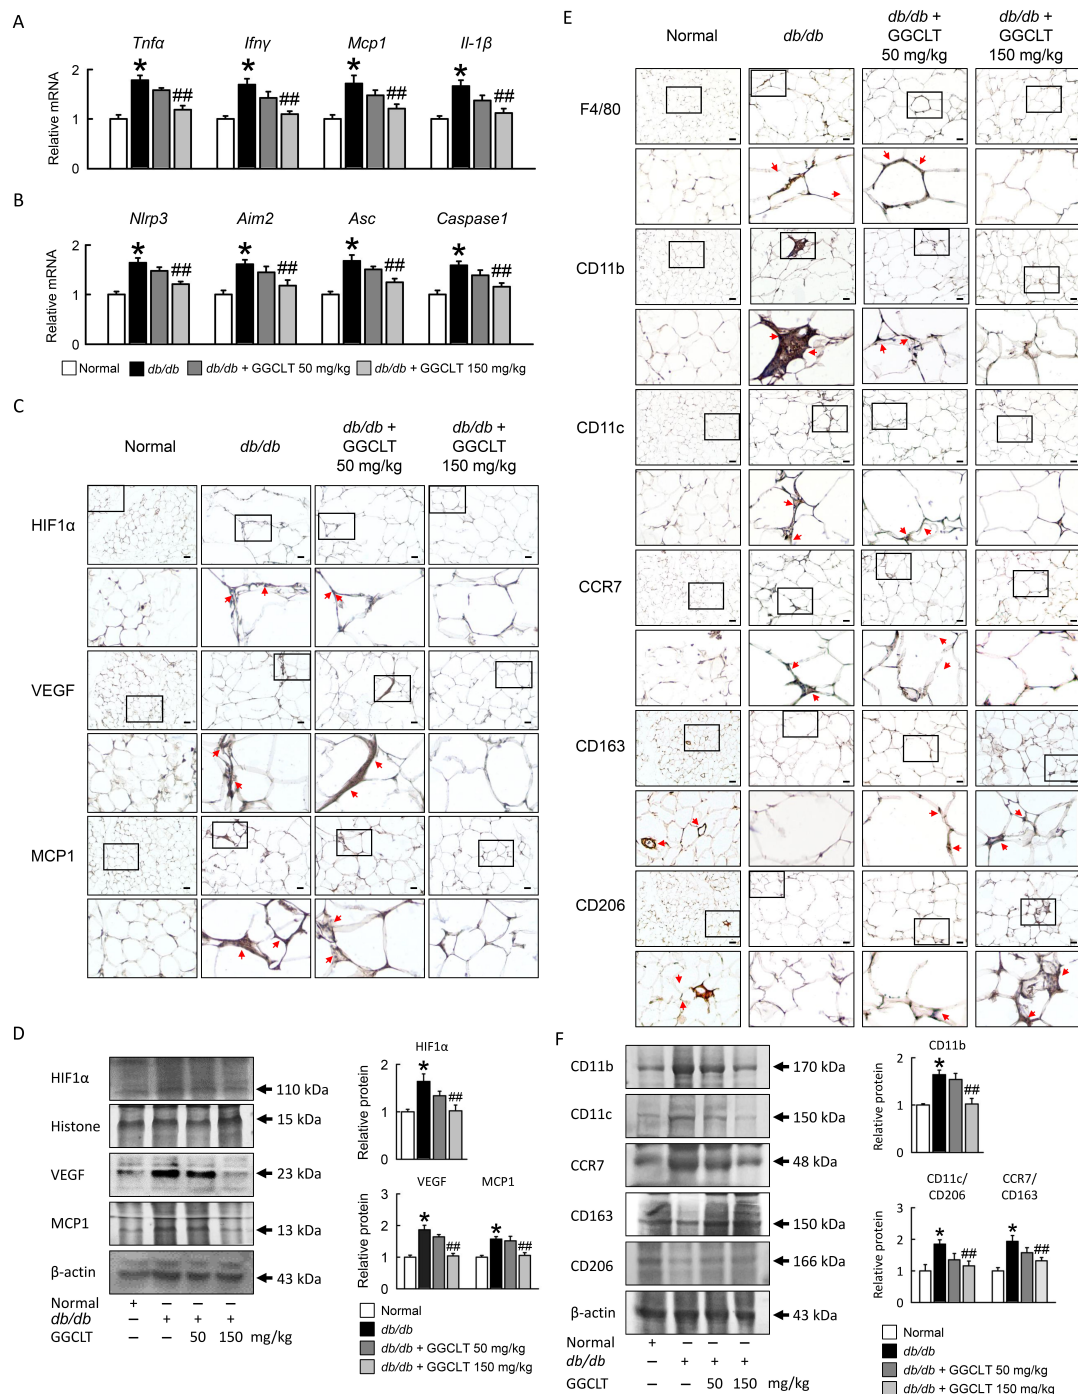 A
Tnfα Ifnγ Mcp1 Il-1β
Relative mRNA
2
1
0
* ## * ## * ## * ##
B
Nlrp3 Aim2 Asc Caspase1
Relative mRNA
2
1
0
* ## * ## * ## * ##
Normal db/db db/db + GGCLT 50 mg/kg db/db + GGCLT 150 mg/kg
C
Normal db/db db/db + GGCLT 50 mg/kg db/db + GGCLT 150 mg/kg
HIF1α
VEGF
MCP1
D
HIF1α 110 kDa
Histone 15 kDa
VEGF 23 kDa
MCP1 13 kDa
β-actin 43 kDa
Normal + − − −
db/db − + + +
GGCLT − − 50 150 mg/kg
HIF1α
Relative protein
2
1
0
* ##
VEGF MCP1
Relative protein
3
2
1
0
* ## * ##
Normal
db/db
db/db + GGCLT 50 mg/kg
db/db + GGCLT 150 mg/kg
E
Normal db/db db/db + GGCLT 50 mg/kg db/db + GGCLT 150 mg/kg
F4/80
CD11b
CD11c
CCR7
CD163
CD206
F
CD11b 170 kDa
CD11c 150 kDa
CCR7 48 kDa
CD163 150 kDa
CD206 166 kDa
β-actin 43 kDa
Normal + − − −
db/db − + + +
GGCLT − − 50 150 mg/kg
CD11b
Relative protein
2
1
0
* ##
CD11c/CD206 CCR7/CD163
Relative protein
3
2
1
0
* ## * ##
Normal
db/db
db/db + GGCLT 50 mg/kg
db/db + GGCLT 150 mg/kg